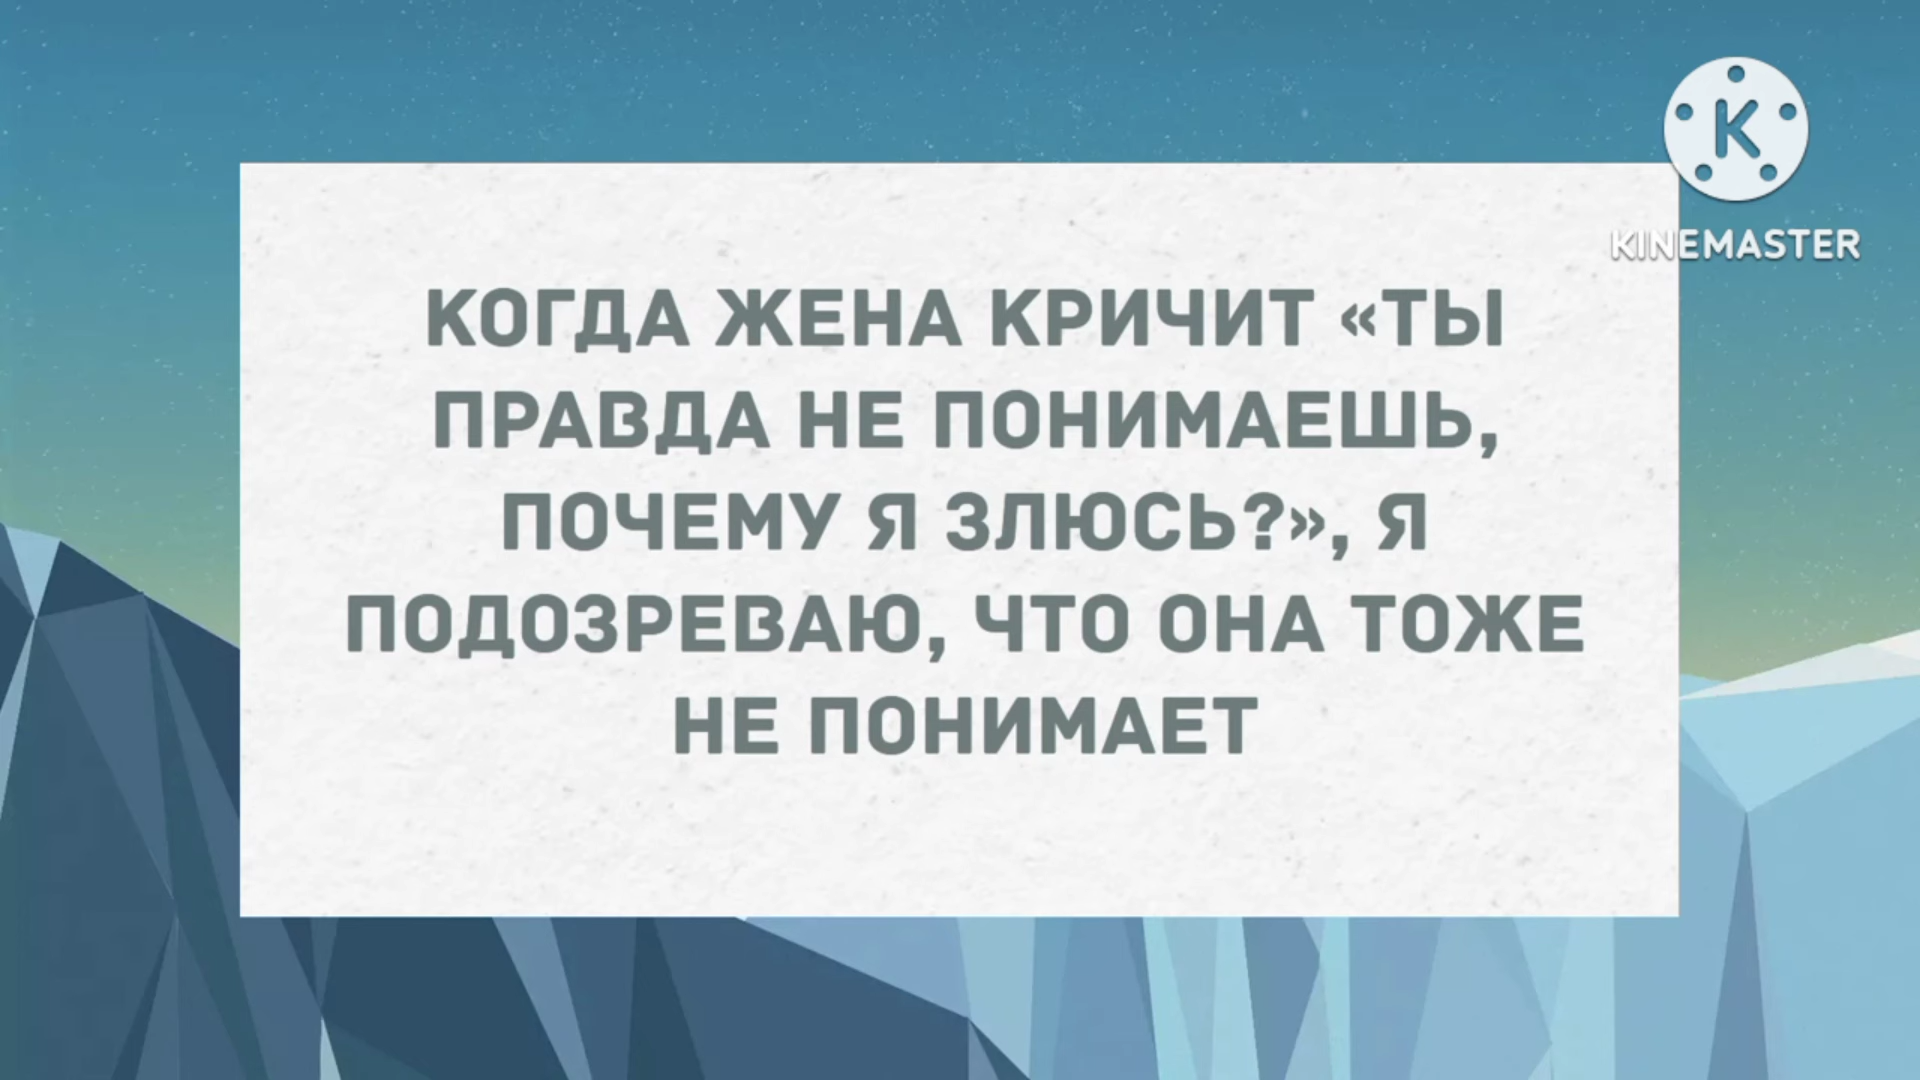 KINEMASTER
КОГДА ЖЕНА КРИЧИТ «ТЫ
ПРАВДА НЕ ПОНИМАЕШЬ,
ПОЧЕМУ Я ЗЛЮСЬ?», Я
ПОДОЗРЕВАЮ, ЧТО ОНА ТОЖЕ
НЕ ПОНИМАЕТ